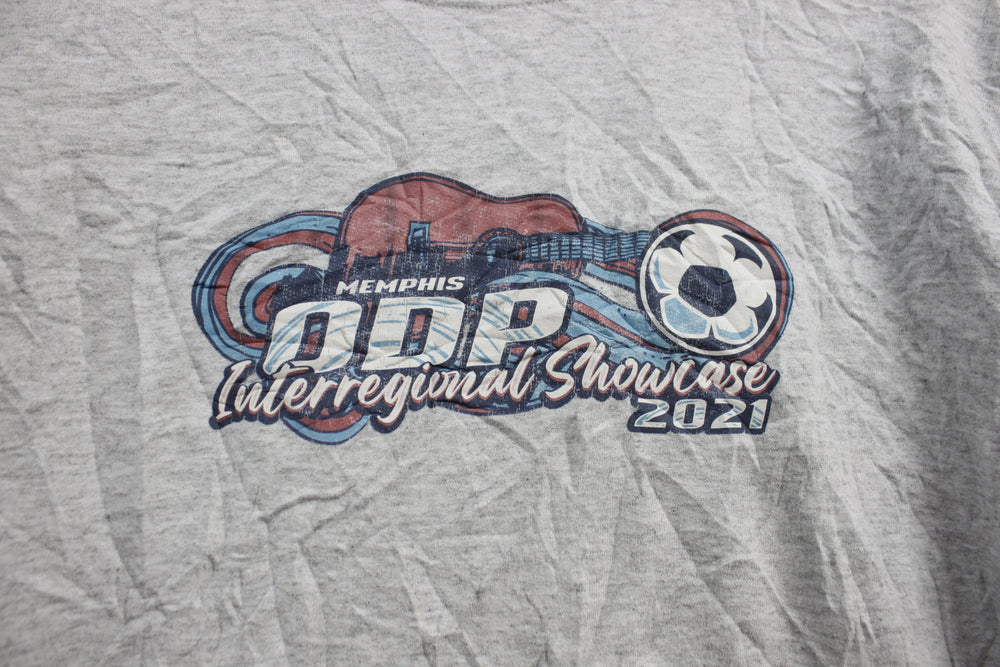 MEMPHIS
ODP
Interregional Showcase
2021